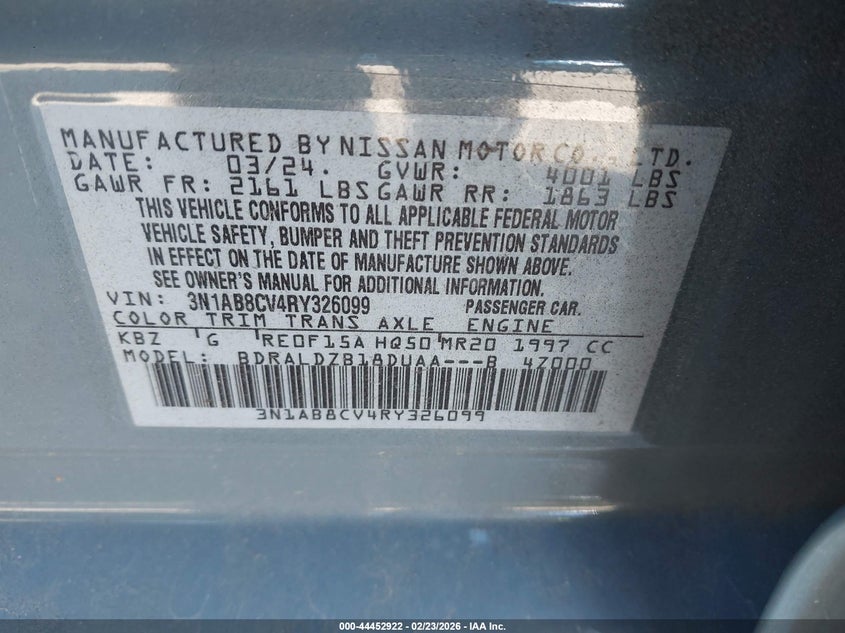 MANUFACTURED BY NISSAN MOTOR CO., LTD.
DATE: 03/24. GVWR: 4001 LBS
GAWR FR: 2161 LBS GAWR RR: 1863 LBS
THIS VEHICLE CONFORMS TO ALL APPLICABLE FEDERAL MOTOR
VEHICLE SAFETY, BUMPER AND THEFT PREVENTION STANDARDS
IN EFFECT ON THE DATE OF MANUFACTURE SHOWN ABOVE.
SEE OWNER'S MANUAL FOR ADDITIONAL INFORMATION.
VIN: 3N1AB8CV4RY326099 PASSENGER CAR.
COLOR TRIM TRANS AXLE ENGINE
KBZ G RE0F15A HQ50 MR20 1997 CC
MODEL: BDRALDZB18DUAA---B 47000
3N1AB8CV4RY326099
000-44452922 | 02/23/2026 - IAA Inc.